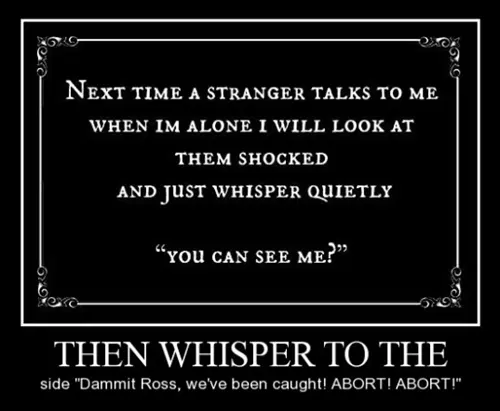 Next time a stranger talks to me
when im alone I will look at
them shocked
and just whisper quietly
“you can see me?”
THEN WHISPER TO THE
side "Dammit Ross, we've been caught! ABORT! ABORT!"